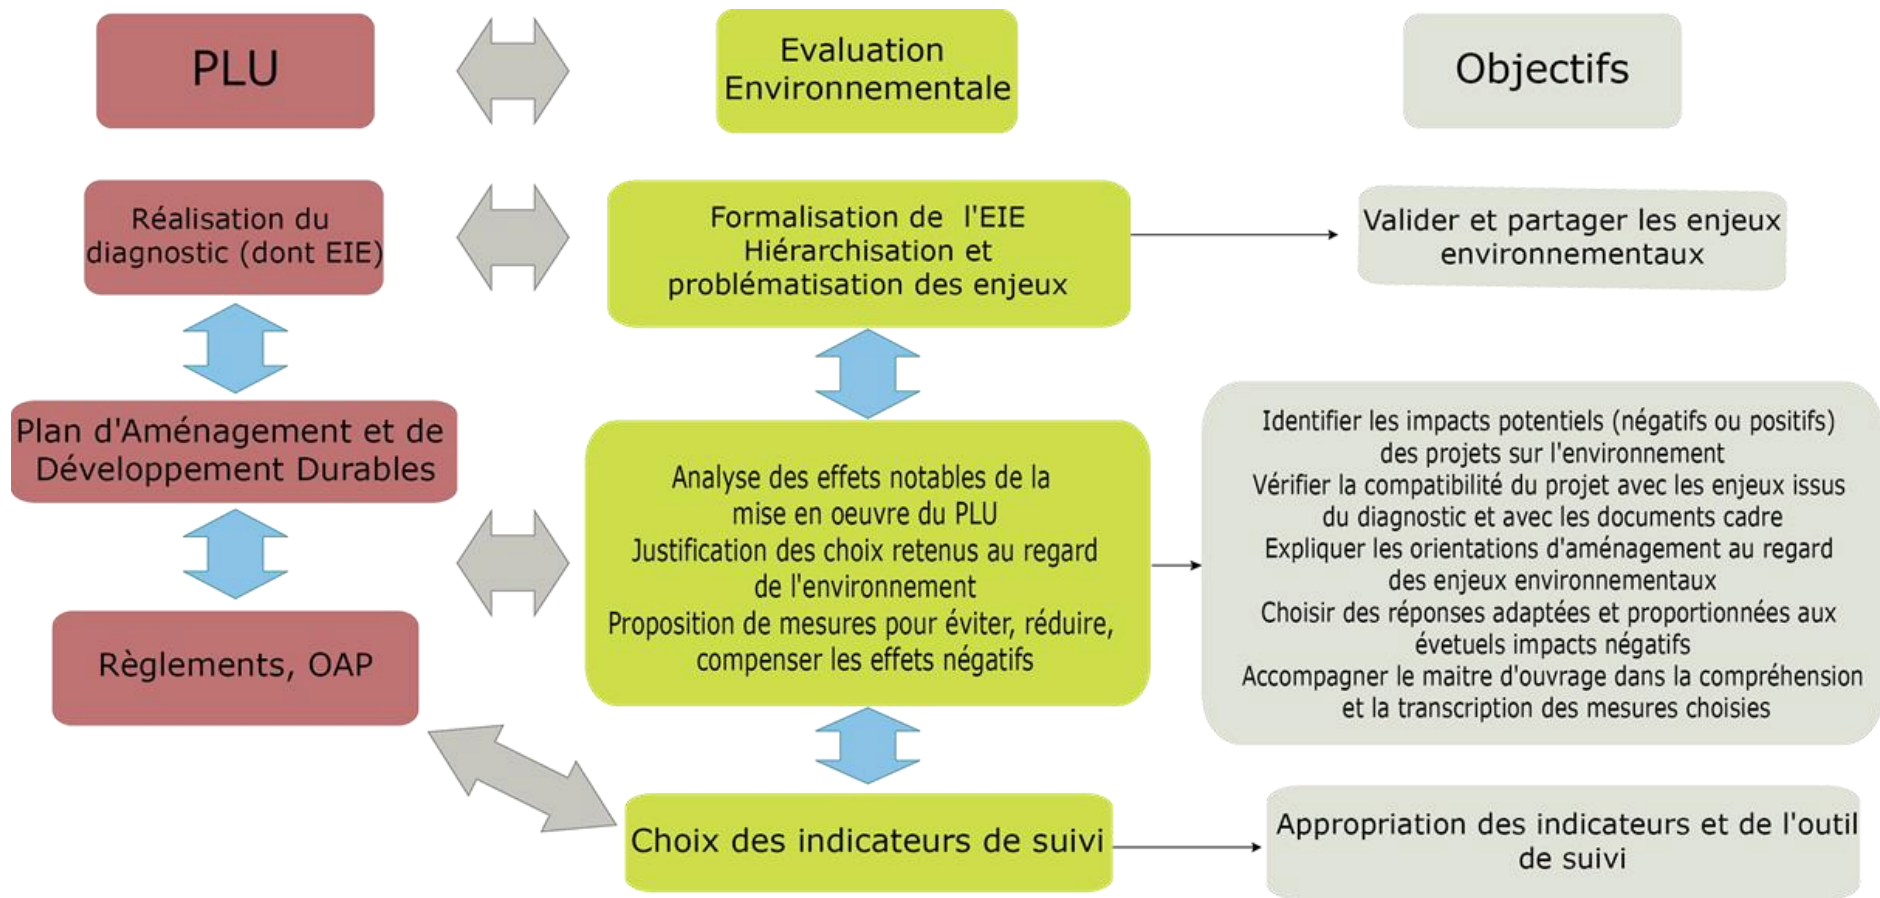 PLU
Evaluation
Environnementale
Objectifs
Réalisation du
diagnostic (dont EIE)
Formalisation de l'EIE
Hiérarchisation et
problématisation des enjeux
Valider et partager les enjeux
environnementaux
Plan d'Aménagement et de
Développement Durables
Analyse des effets notables de la
mise en oeuvre du PLU
Justification des choix retenus au regard
de l'environnement
Proposition de mesures pour éviter, réduire,
compenser les effets négatifs
Identifier les impacts potentiels (négatifs ou positifs)
des projets sur l'environnement
Vérifier la compatibilité du projet avec les enjeux issus
du diagnostic et avec les documents cadre
Expliquer les orientations d'aménagement au regard
des enjeux environnementaux
Choisir des réponses adaptées et proportionnées aux
évetuels impacts négatifs
Accompagner le maitre d'ouvrage dans la compréhension
et la transcription des mesures choisies
Règlements, OAP
Choix des indicateurs de suivi
Appropriation des indicateurs et de l'outil
de suivi